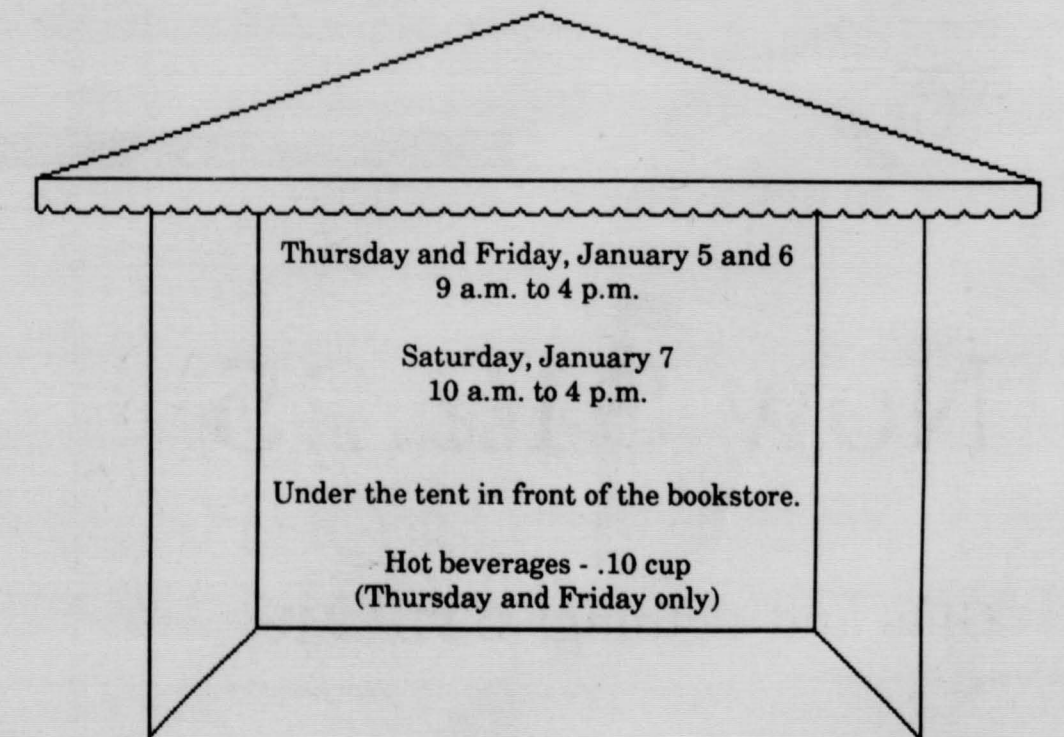 Thursday and Friday, January 5 and 6
9 a.m. to 4 p.m.
Saturday, January 7
10 a.m. to 4 p.m.
Under the tent in front of the bookstore.
Hot beverages - .10 cup
(Thursday and Friday only)